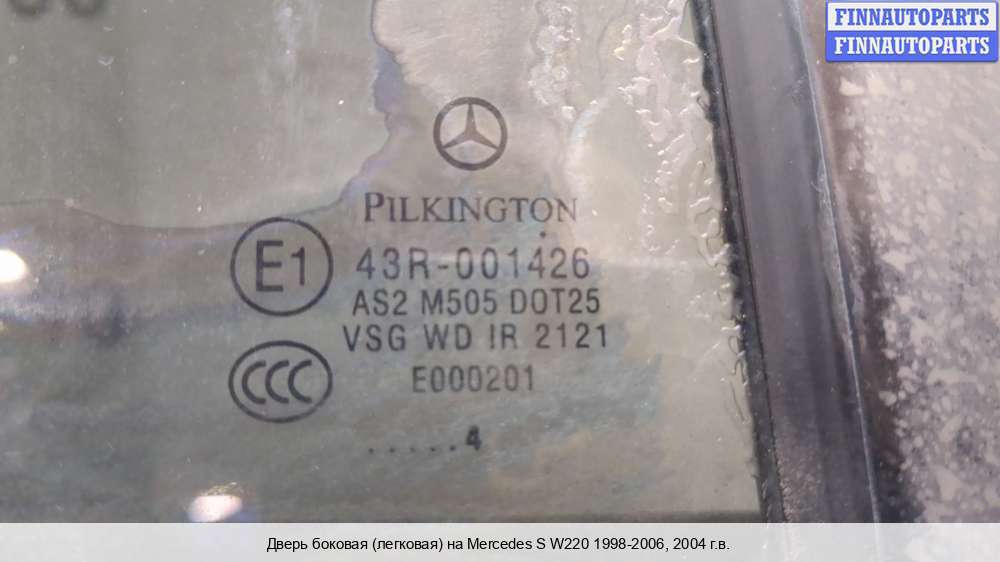 FINNAUTOPARTS
FINNAUTOPARTS
PILKINGTON
E1
43R-001426
AS2 M505 DOT25
VSG WD IR 2121
CCC
E000201
.....4
Дверь боковая (легковая) на Mercedes S W220 1998-2006, 2004 г.в.